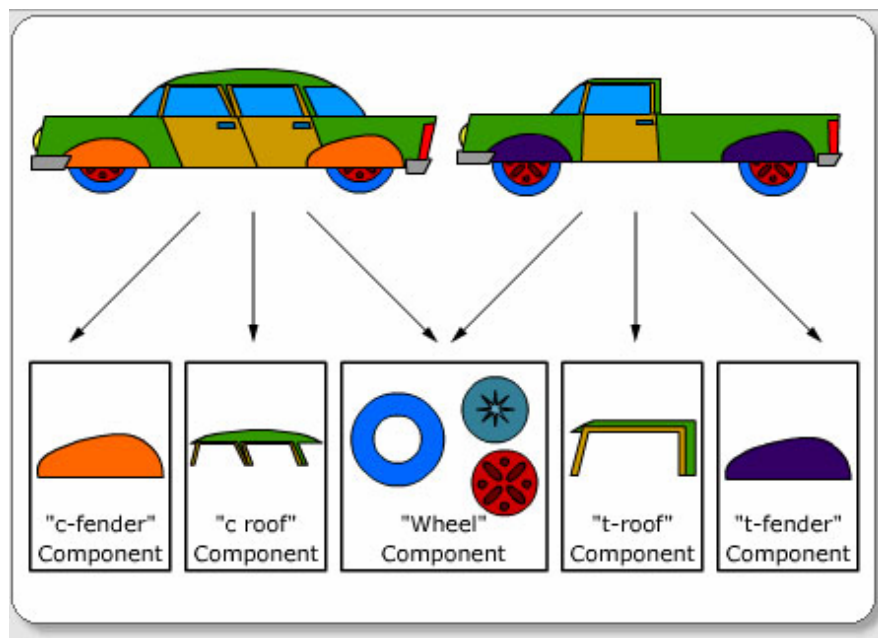 "c-fender"
Component
"c roof"
Component
"Wheel"
Component
"t-roof"
Component
"t-fender"
Component